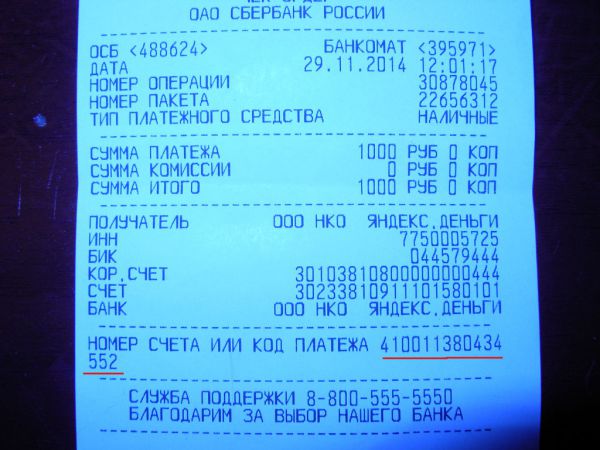 ЧЕК-ОРДЕР
ОАО СБЕРБАНК РОССИИ
ОСБ <488624> БАНКОМАТ <395971>
ДАТА 29.11.2014 12:01:17
НОМЕР ОПЕРАЦИИ 30878045
НОМЕР ПАКЕТА 22656312
ТИП ПЛАТЕЖНОГО СРЕДСТВА НАЛИЧНЫЕ
СУММА ПЛАТЕЖА 1000 РУБ 0 КОП
СУММА КОМИССИИ 0 РУБ 0 КОП
СУММА ИТОГО 1000 РУБ 0 КОП
ПОЛУЧАТЕЛЬ ООО НКО ЯНДЕКС.ДЕНЬГИ
ИНН 7750005725
БИК 044579444
КОР.СЧЕТ 30103810800000000444
СЧЕТ 30233810911101580101
БАНК ООО НКО ЯНДЕКС.ДЕНЬГИ
НОМЕР СЧЕТА ИЛИ КОД ПЛАТЕЖА 410011380434
552
СЛУЖБА ПОДДЕРЖКИ 8-800-555-5550
БЛАГОДАРИМ ЗА ВЫБОР НАШЕГО БАНКА